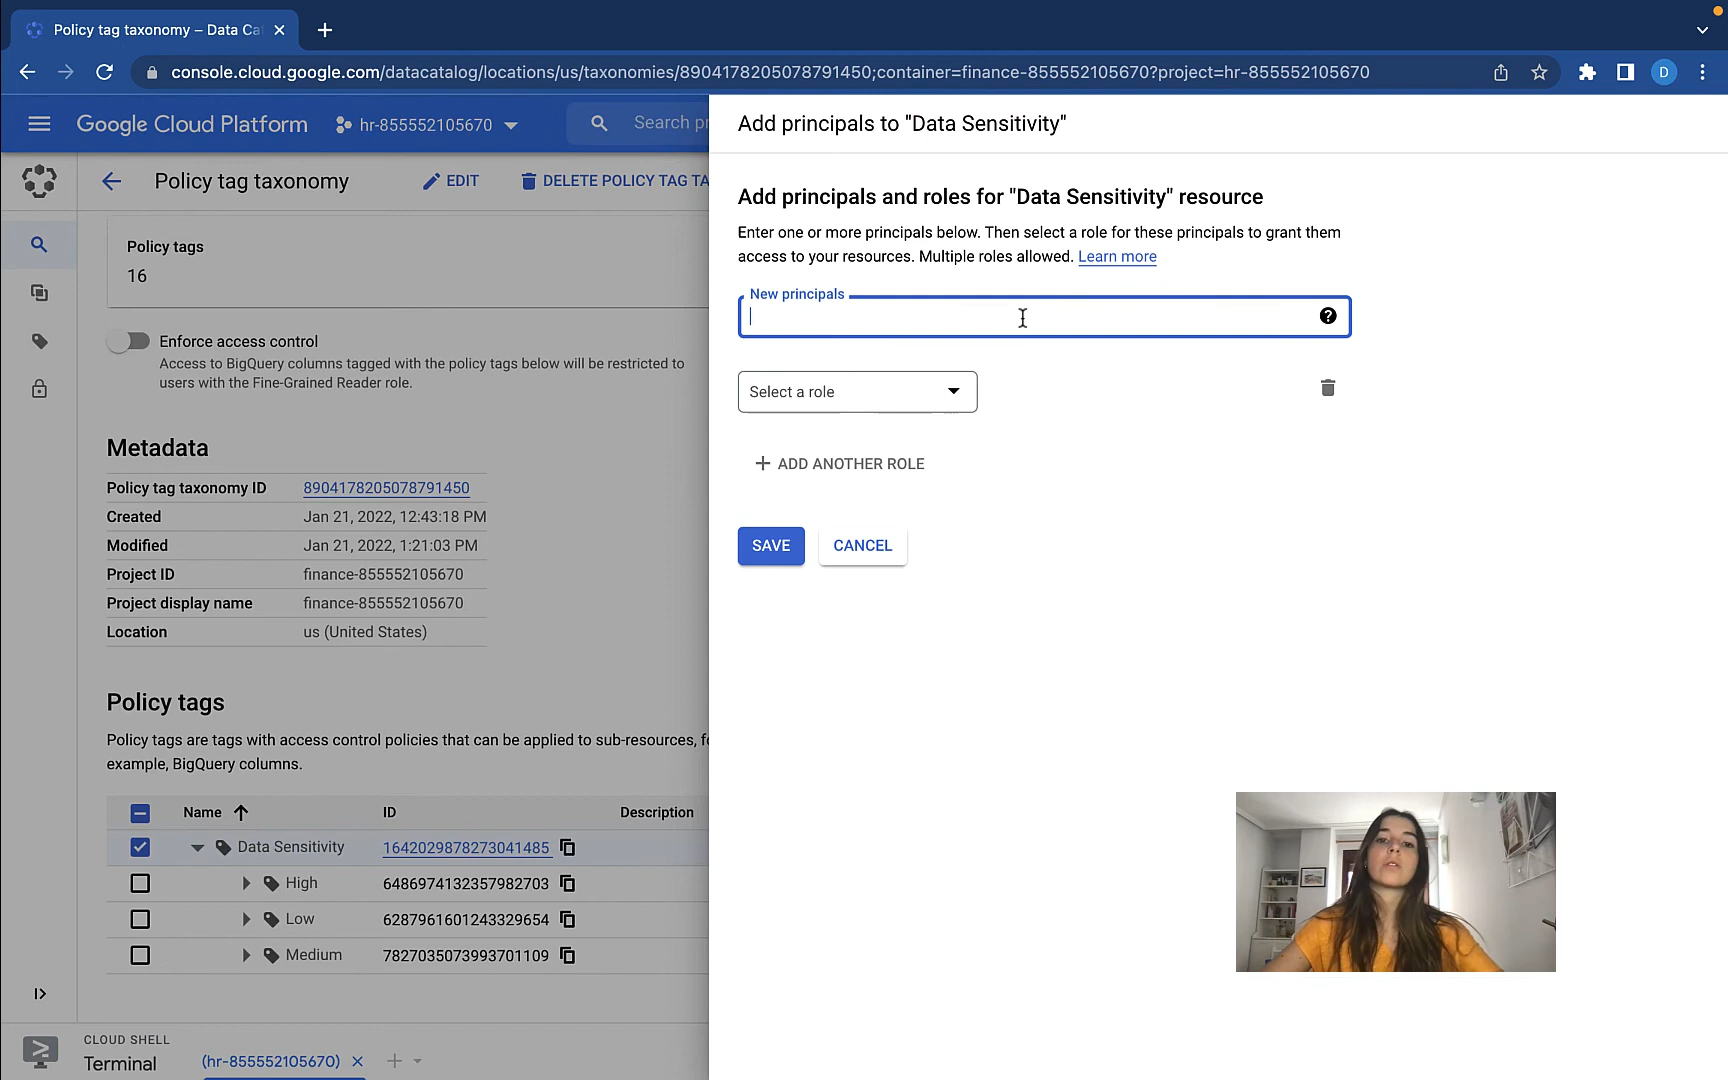 Policy tag taxonomy – Data Ca
console.cloud.google.com/datacatalog/locations/us/taxonomies/8904178205078791450;container=finance-855552105670?project=hr-855552105670
D
Google Cloud Platform
hr-855552105670
Search pr
Policy tag taxonomy
EDIT
DELETE POLICY TAG TA
Policy tags
16
Enforce access control
Access to BigQuery columns tagged with the policy tags below will be restricted to
users with the Fine-Grained Reader role.
Metadata
Policy tag taxonomy ID 8904178205078791450
Created Jan 21, 2022, 12:43:18 PM
Modified Jan 21, 2022, 1:21:03 PM
Project ID finance-855552105670
Project display name finance-855552105670
Location us (United States)
Policy tags
Policy tags are tags with access control policies that can be applied to sub-resources, f
example, BigQuery columns.
Name ID Description
Data Sensitivity 1642029878273041485
High 6486974132357982703
Low 6287961601243329654
Medium 7827035073993701109
CLOUD SHELL
Terminal
(hr-855552105670)
Add principals to "Data Sensitivity"
Add principals and roles for "Data Sensitivity" resource
Enter one or more principals below. Then select a role for these principals to grant them
access to your resources. Multiple roles allowed. Learn more
New principals
Select a role
ADD ANOTHER ROLE
SAVE
CANCEL